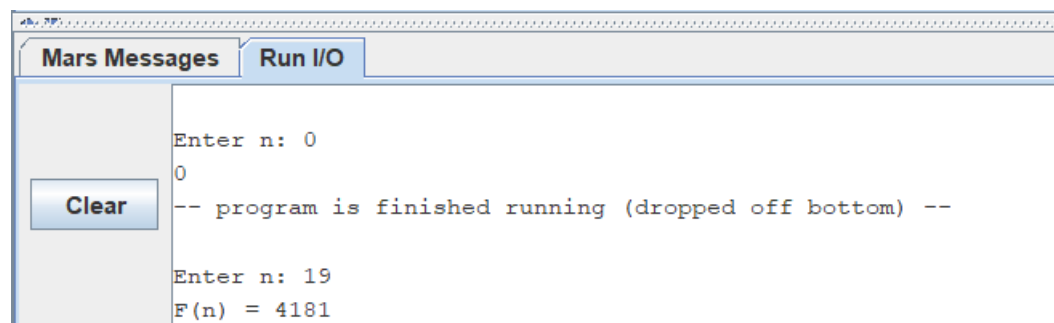 Mars Messages Run I/O
Enter n: 0
0
Clear
-- program is finished running (dropped off bottom) --
Enter n: 19
F(n) = 4181